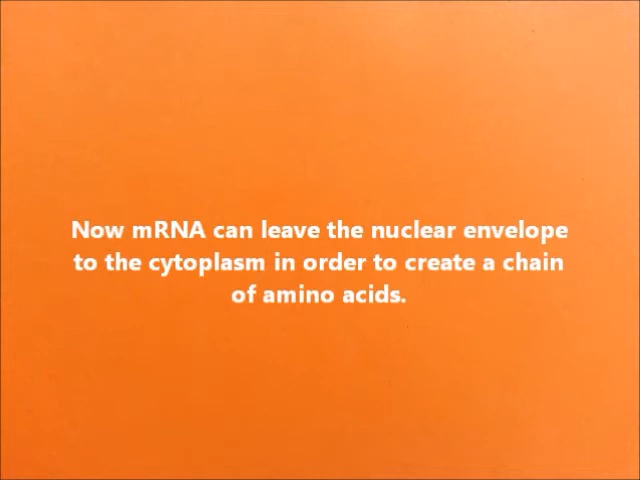 Now mRNA can leave the nuclear envelope
to the cytoplasm in order to create a chain
of amino acids.